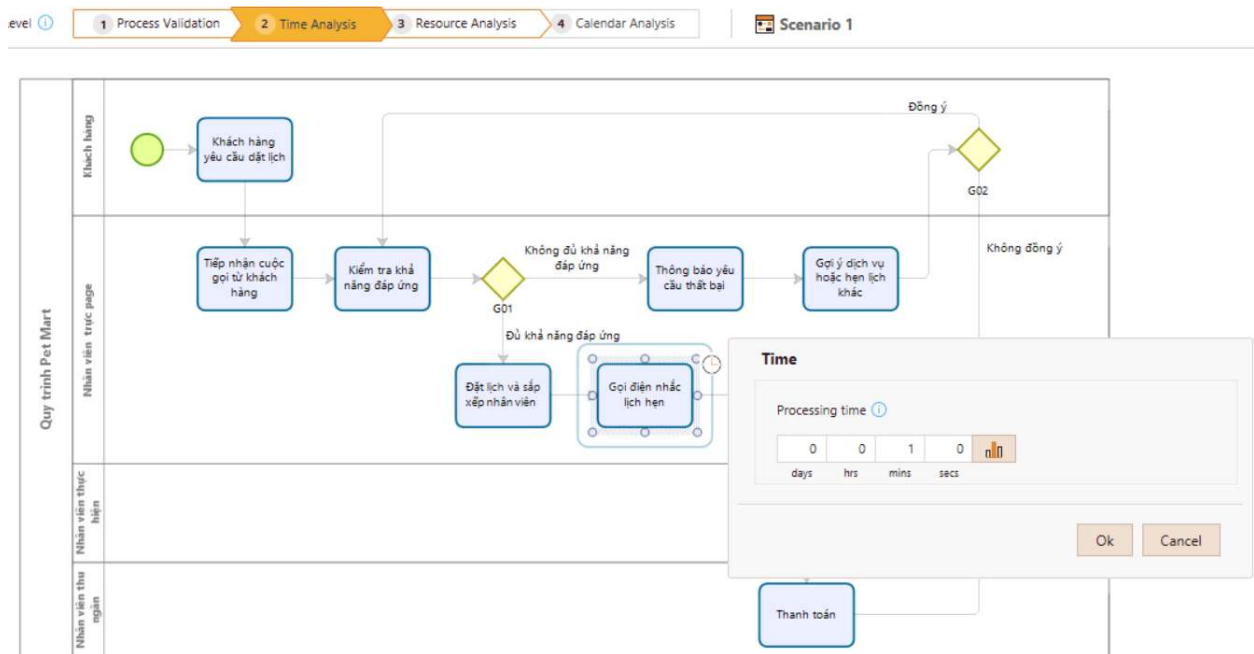 evel
1 Process Validation
2 Time Analysis
3 Resource Analysis
4 Calendar Analysis
Scenario 1
Quy trình Pet Mart
Khách hàng
Khách hàng
yêu cầu đặt lịch
Đồng ý
G02
Nhân viên trực page
Tiếp nhận cuộc
gọi từ khách
hàng
Kiểm tra khả
năng đáp ứng
G01
Không đủ khả năng
đáp ứng
Thông báo yêu
cầu thất bại
Gợi ý dịch vụ
hoặc hẹn lịch
khác
Không đồng ý
Đủ khả năng đáp ứng
Đặt lịch và sắp
xếp nhân viên
Gọi điện nhắc
lịch hẹn
Time
Processing time
0 0 1 0
days hrs mins secs
Ok
Cancel
Nhân viên thực
hiện
Nhân viên thu
ngân
Thanh toán